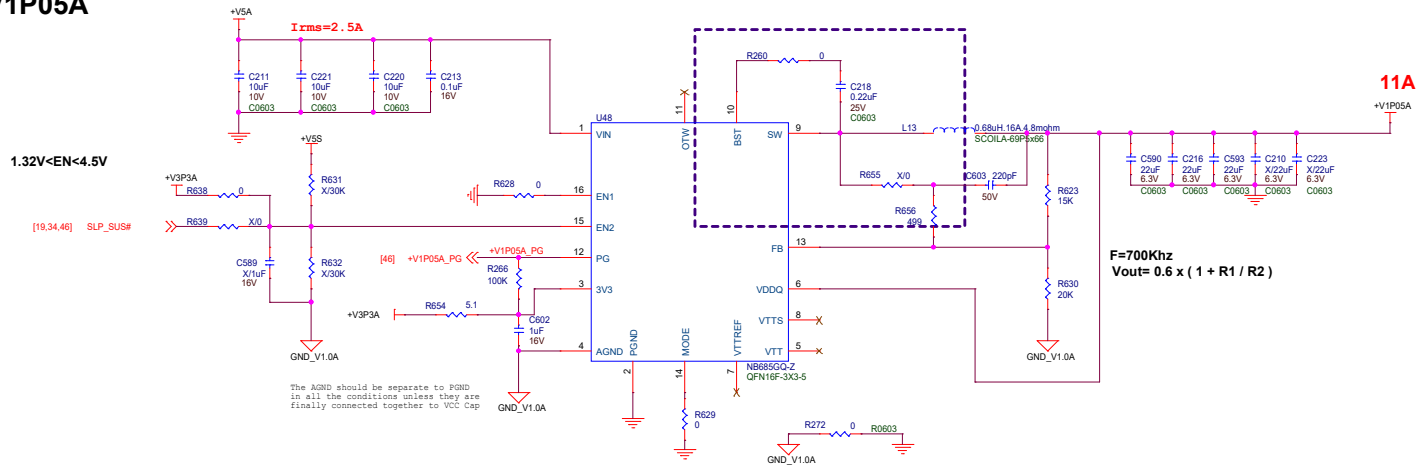 V1P05A
+V5A
Irms=2.5A
C211
10uF
10V
C0603
C221
10uF
10V
C0603
C220
10uF
10V
C0603
C213
0.1uF
16V
R260 0
C218
0.22uF
25V
C0603
11A
+V1P05A
U48
1 VIN
11 OTW
10 BST
SW 9
L13
0.68uH.16A.4.8mohm
SCOILA-69P5x66
C590
22uF
6.3V
C0603
C216
22uF
6.3V
C0603
C593
22uF
6.3V
C0603
C210
X/22uF
6.3V
C0603
C223
X/22uF
6.3V
C0603
+V5S
1.32V<EN<4.5V
+V3P3A
R638 0
R631
X/30K
R628 0
16 EN1
R655 X/0
C603 220pF
50V
R656
499
R623
15K
[19,34,46] SLP_SUS#
R639 X/0
15 EN2
FB 13
C589
X/1uF
16V
R632
X/30K
[46] +V1P05A_PG
+V1P05A_PG
12 PG
R266
100K
F=700Khz
Vout= 0.6 x ( 1 + R1 / R2 )
3 3V3
VDDQ 6
R630
20K
+V3P3A
R654 5.1
C602
1uF
16V
VTTS 8
4 AGND
VTT 5
PGND 2
MODE 14
VTTREF 7
NB685GQ-Z
QFN16F-3X3-5
GND_V1.0A
GND_V1.0A
GND_V1.0A
The AGND should be separate to PGND
in all the conditions unless they are
finally connected together to VCC Cap
R629
0
R272 0 R0603
GND_V1.0A